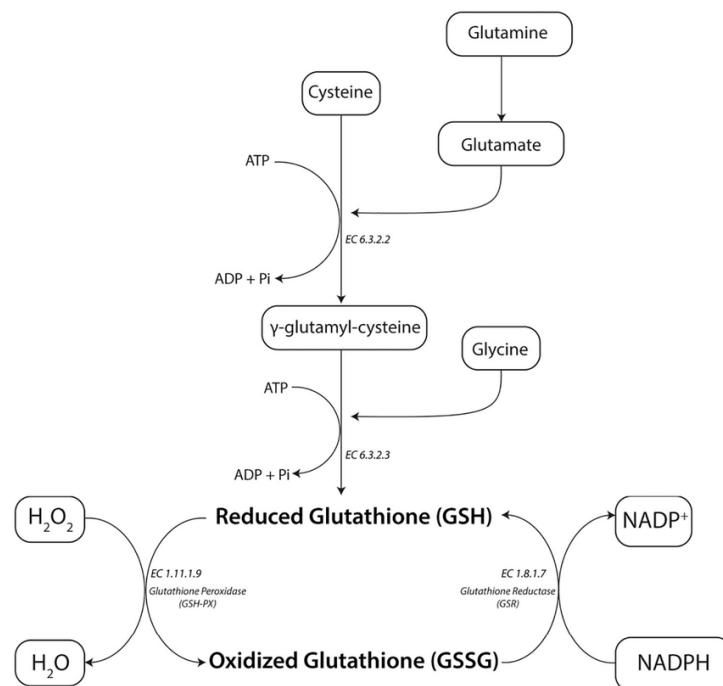 Glutamine
Cysteine
Glutamate
ATP
EC 6.3.2.2
ADP + Pi
γ-glutamyl-cysteine
Glycine
ATP
EC 6.3.2.3
ADP + Pi
H₂O₂
Reduced Glutathione (GSH)
NADP⁺
EC 1.11.1.9
Glutathione Peroxidase
(GSH-PX)
EC 1.8.1.7
Glutathione Reductase
(GSR)
H₂O
Oxidized Glutathione (GSSG)
NADPH